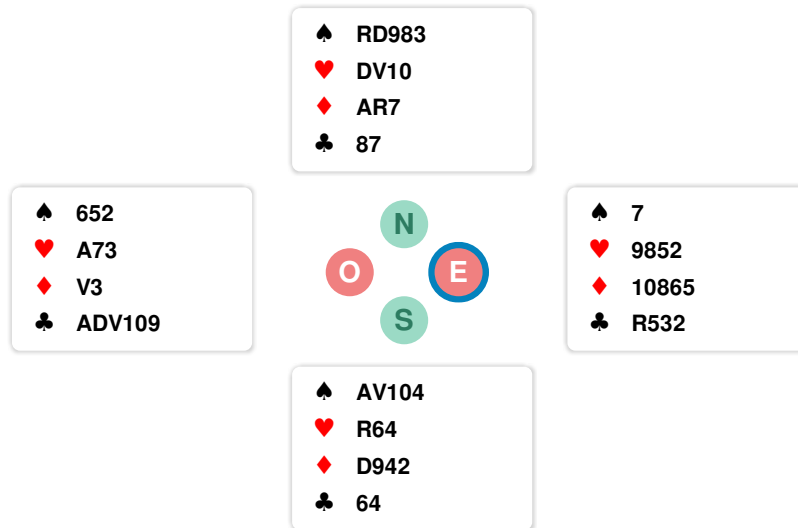 ♠ RD983
♥ DV10
♦ AR7
♣ 87
♠ 652
♥ A73
♦ V3
♣ ADV109
N
O
E
S
♠ 7
♥ 9852
♦ 10865
♣ R532
♠ AV104
♥ R64
♦ D942
♣ 64